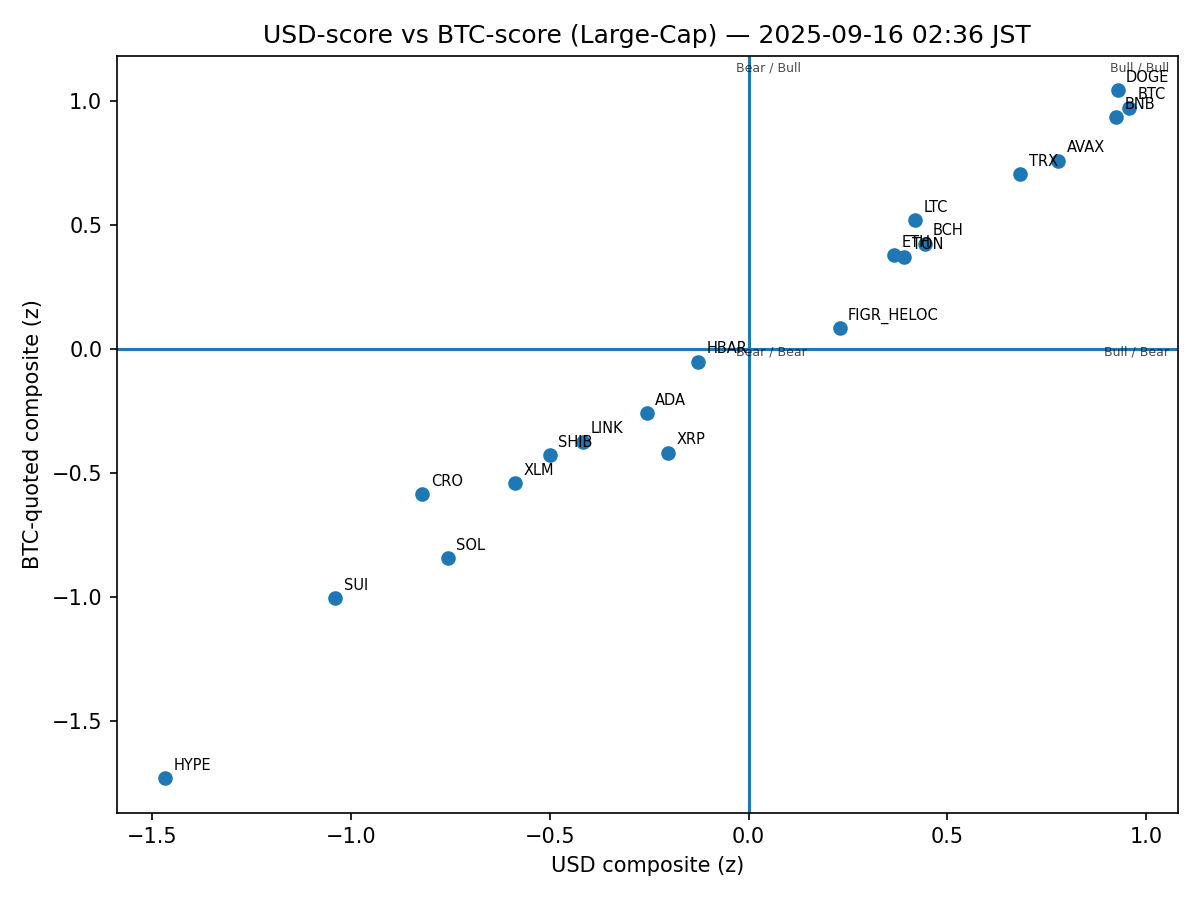 USD-score vs BTC-score (Large-Cap) — 2025-09-16 02:36 JST
Bear / Bull
Bull / Bull
DOGE
BTC
BNB
AVAX
TRX
LTC
BCH
ETH
TON
FIGR_HELOC
HBAR
Bear / Bear
Bull / Bear
ADA
LINK
SHIB
XRP
XLM
CRO
SOL
SUI
HYPE
1.0
0.5
0.0
−0.5
−1.0
−1.5
BTC-quoted composite (z)
−1.5
−1.0
−0.5
0.0
0.5
1.0
USD composite (z)